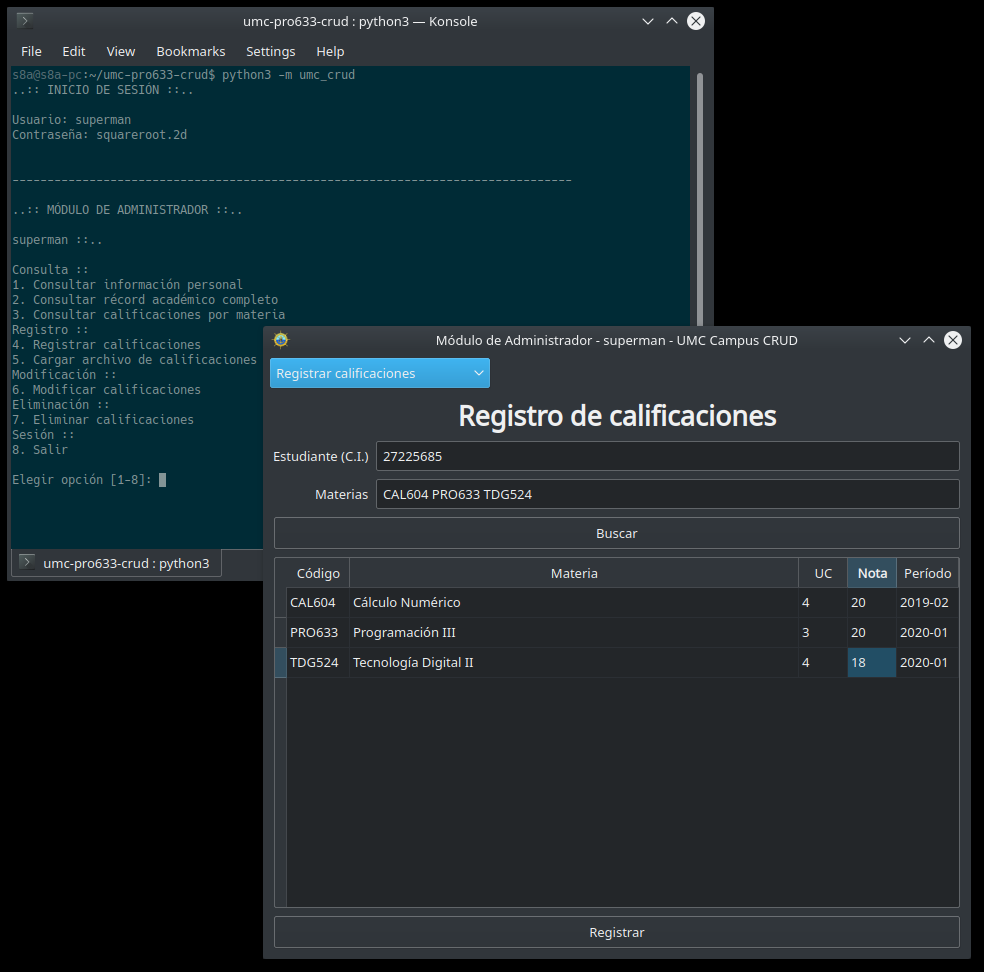 umc-pro633-crud : python3 — Konsole
File Edit View Bookmarks Settings Help
s8a@s8a-pc:~/umc-pro633-crud$ python3 -m umc_crud
..:: INICIO DE SESIÓN ::..
Usuario: superman
Contraseña: squareroot.2d
--------------------------------------------------------------------------------
..:: MÓDULO DE ADMINISTRADOR ::..
superman ::..
Consulta ::
1. Consultar información personal
2. Consultar récord académico completo
3. Consultar calificaciones por materia
Registro ::
4. Registrar calificaciones
5. Cargar archivo de calificaciones
Modificación ::
6. Modificar calificaciones
Eliminación ::
7. Eliminar calificaciones
Sesión ::
8. Salir
Elegir opción [1-8]:
umc-pro633-crud : python3
Módulo de Administrador - superman - UMC Campus CRUD
Registrar calificaciones
Registro de calificaciones
Estudiante (C.I.) 27225685
Materias CAL604 PRO633 TDG524
Buscar
Código Materia UC Nota Período
CAL604 Cálculo Numérico 4 20 2019-02
PRO633 Programación III 3 20 2020-01
TDG524 Tecnología Digital II 4 18 2020-01
Registrar